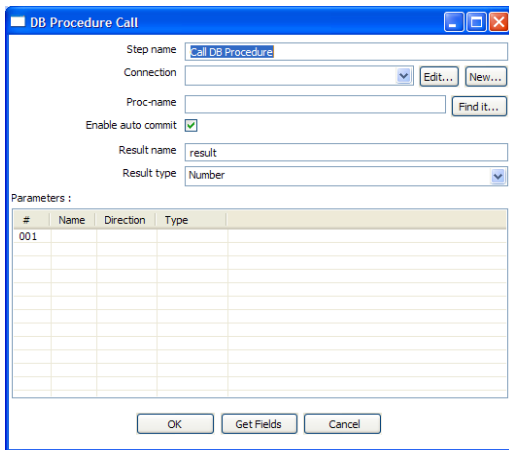 DB Procedure Call
Step name Call DB Procedure
Connection Edit... New...
Proc-name Find it...
Enable auto commit
Result name result
Result type Number
Parameters :
# Name Direction Type
001
OK Get Fields Cancel